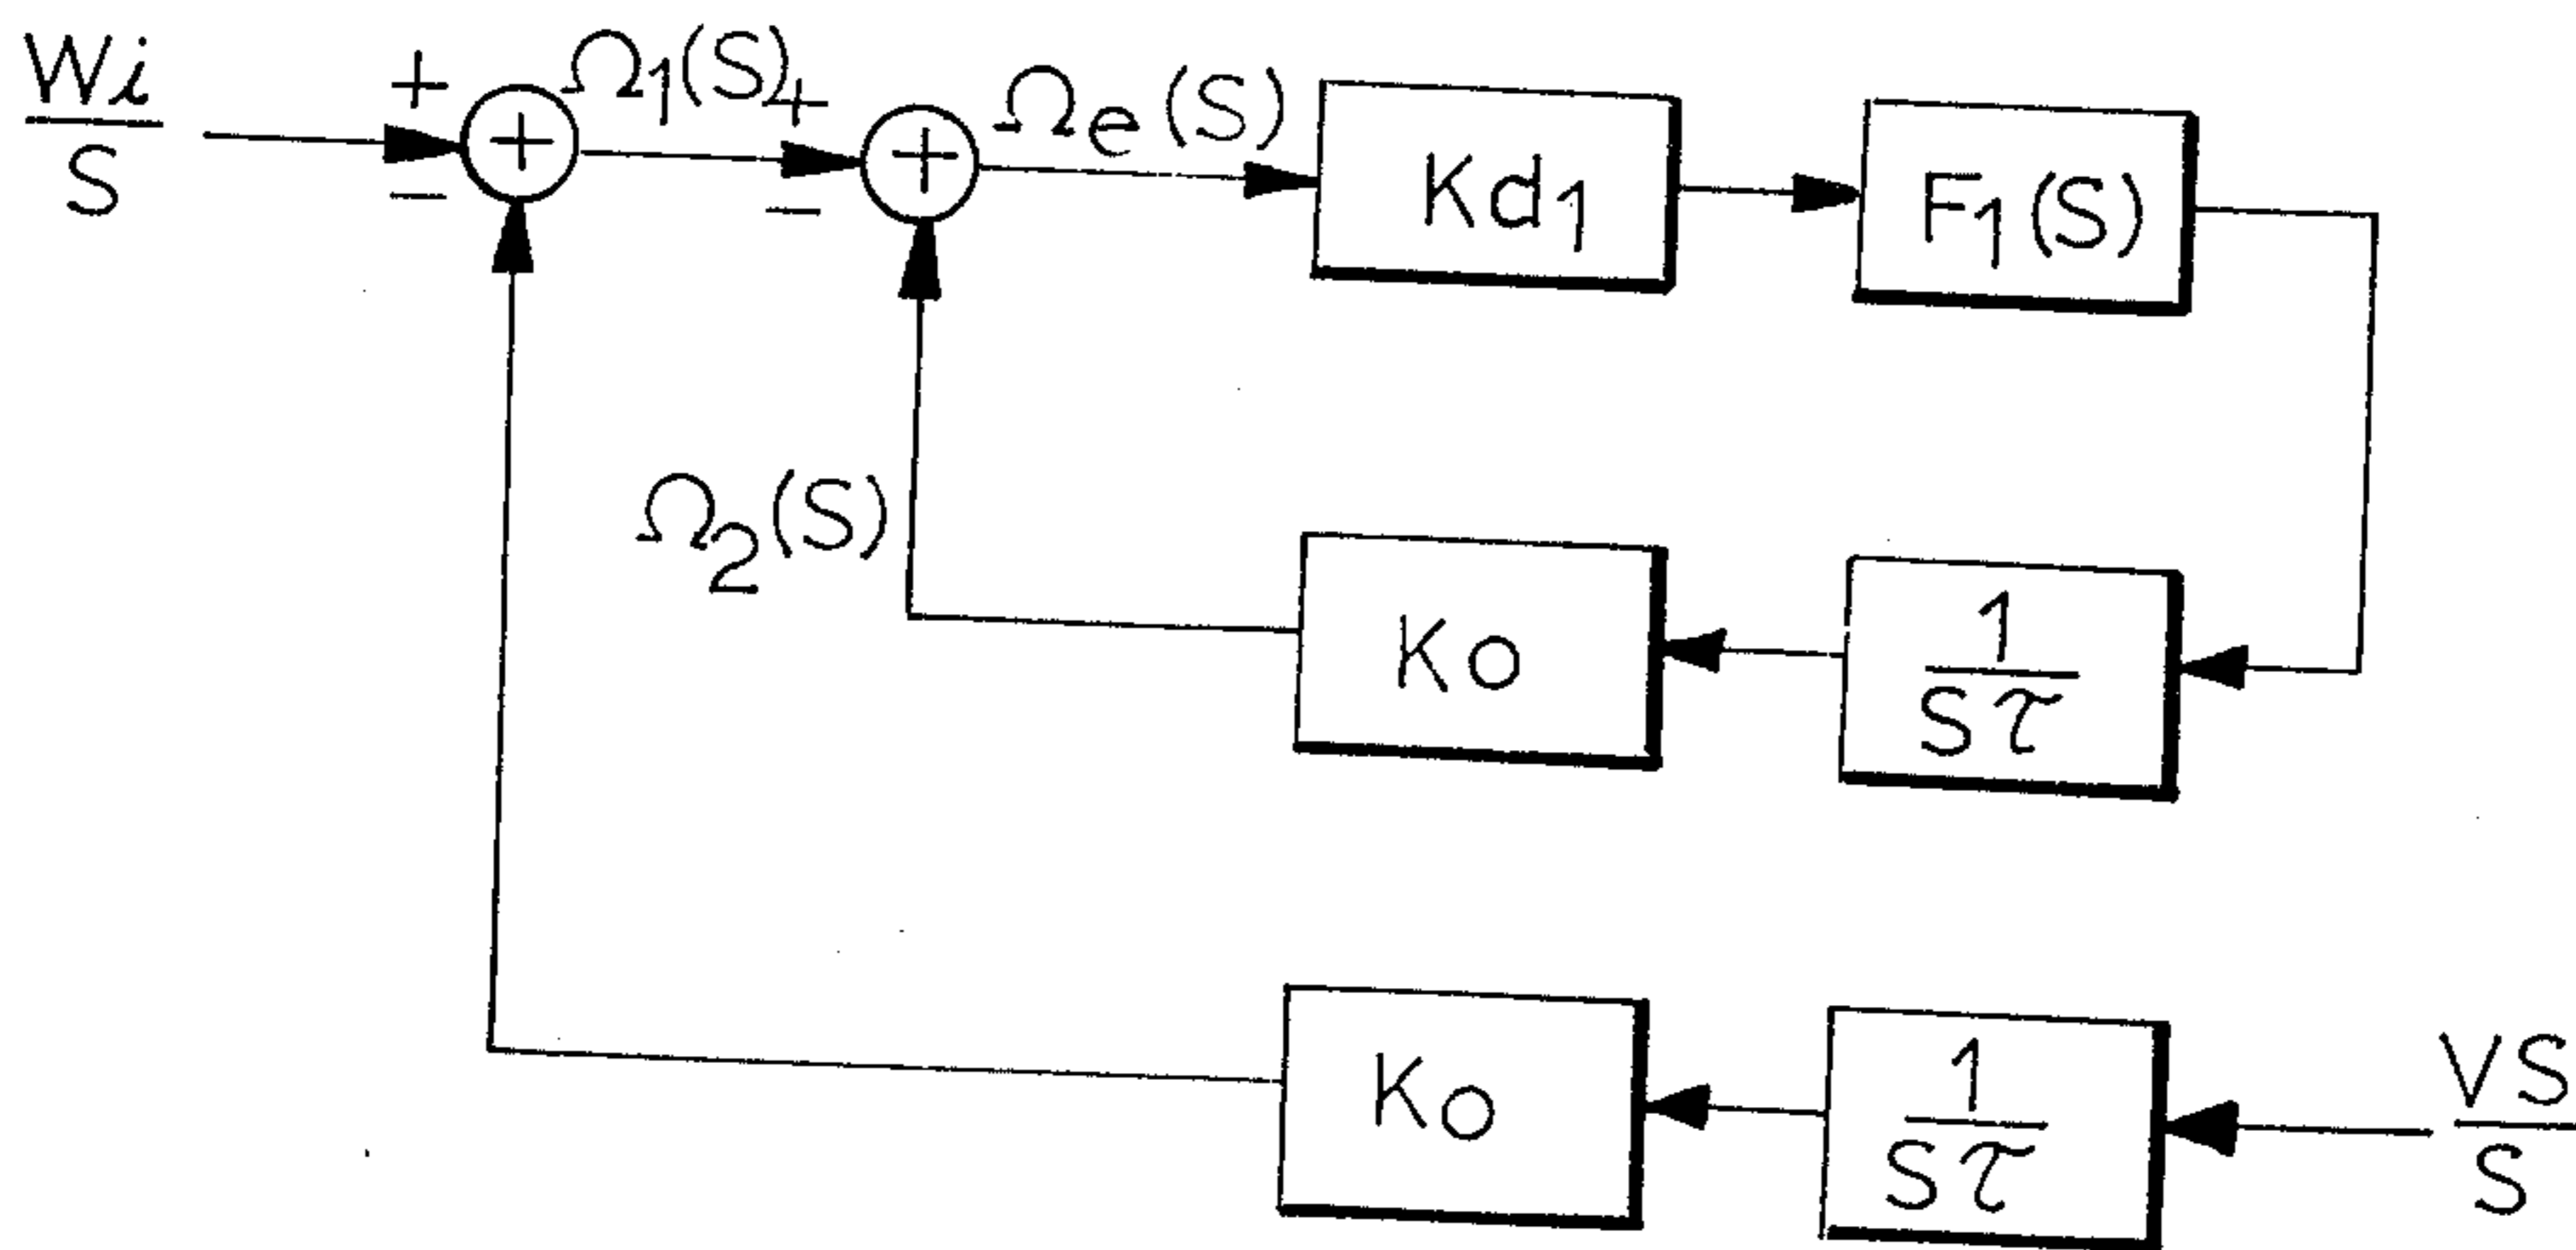 Wi
S
+
-
+
Ω1(S)
+
-
+
Ωe(S)
Kd1
F1(S)
Ω2(S)
Ko
1
Sτ
Ko
1
Sτ
VS
S